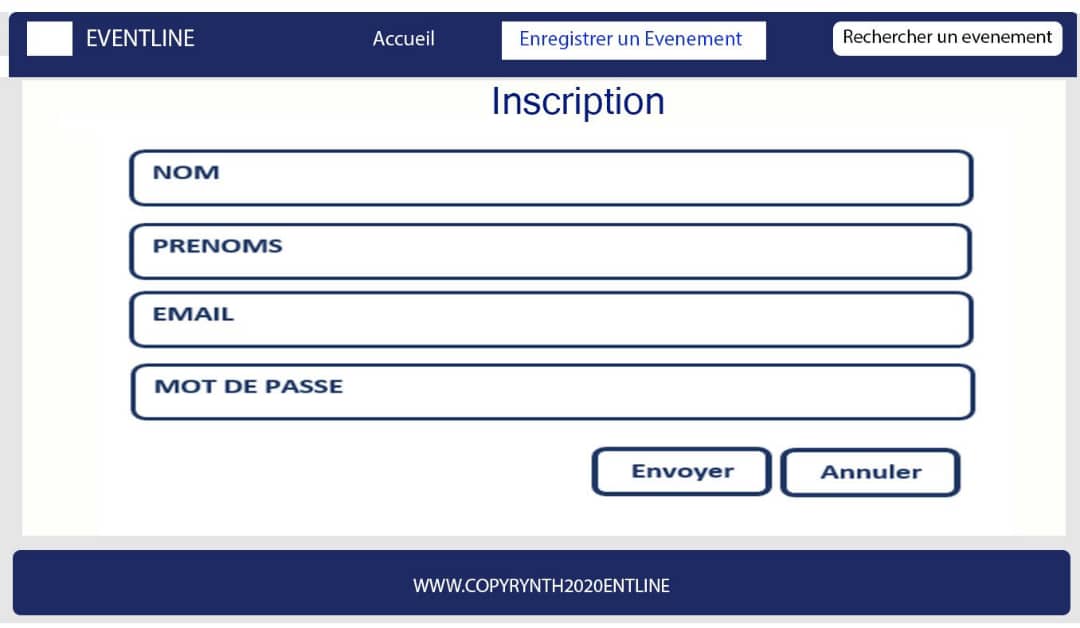 EVENTLINE Accueil Enregistrer un Evenement Rechercher un evenement
Inscription
NOM
PRENOMS
EMAIL
MOT DE PASSE
Envoyer Annuler
WWW.COPYRYNTH2020ENTLINE